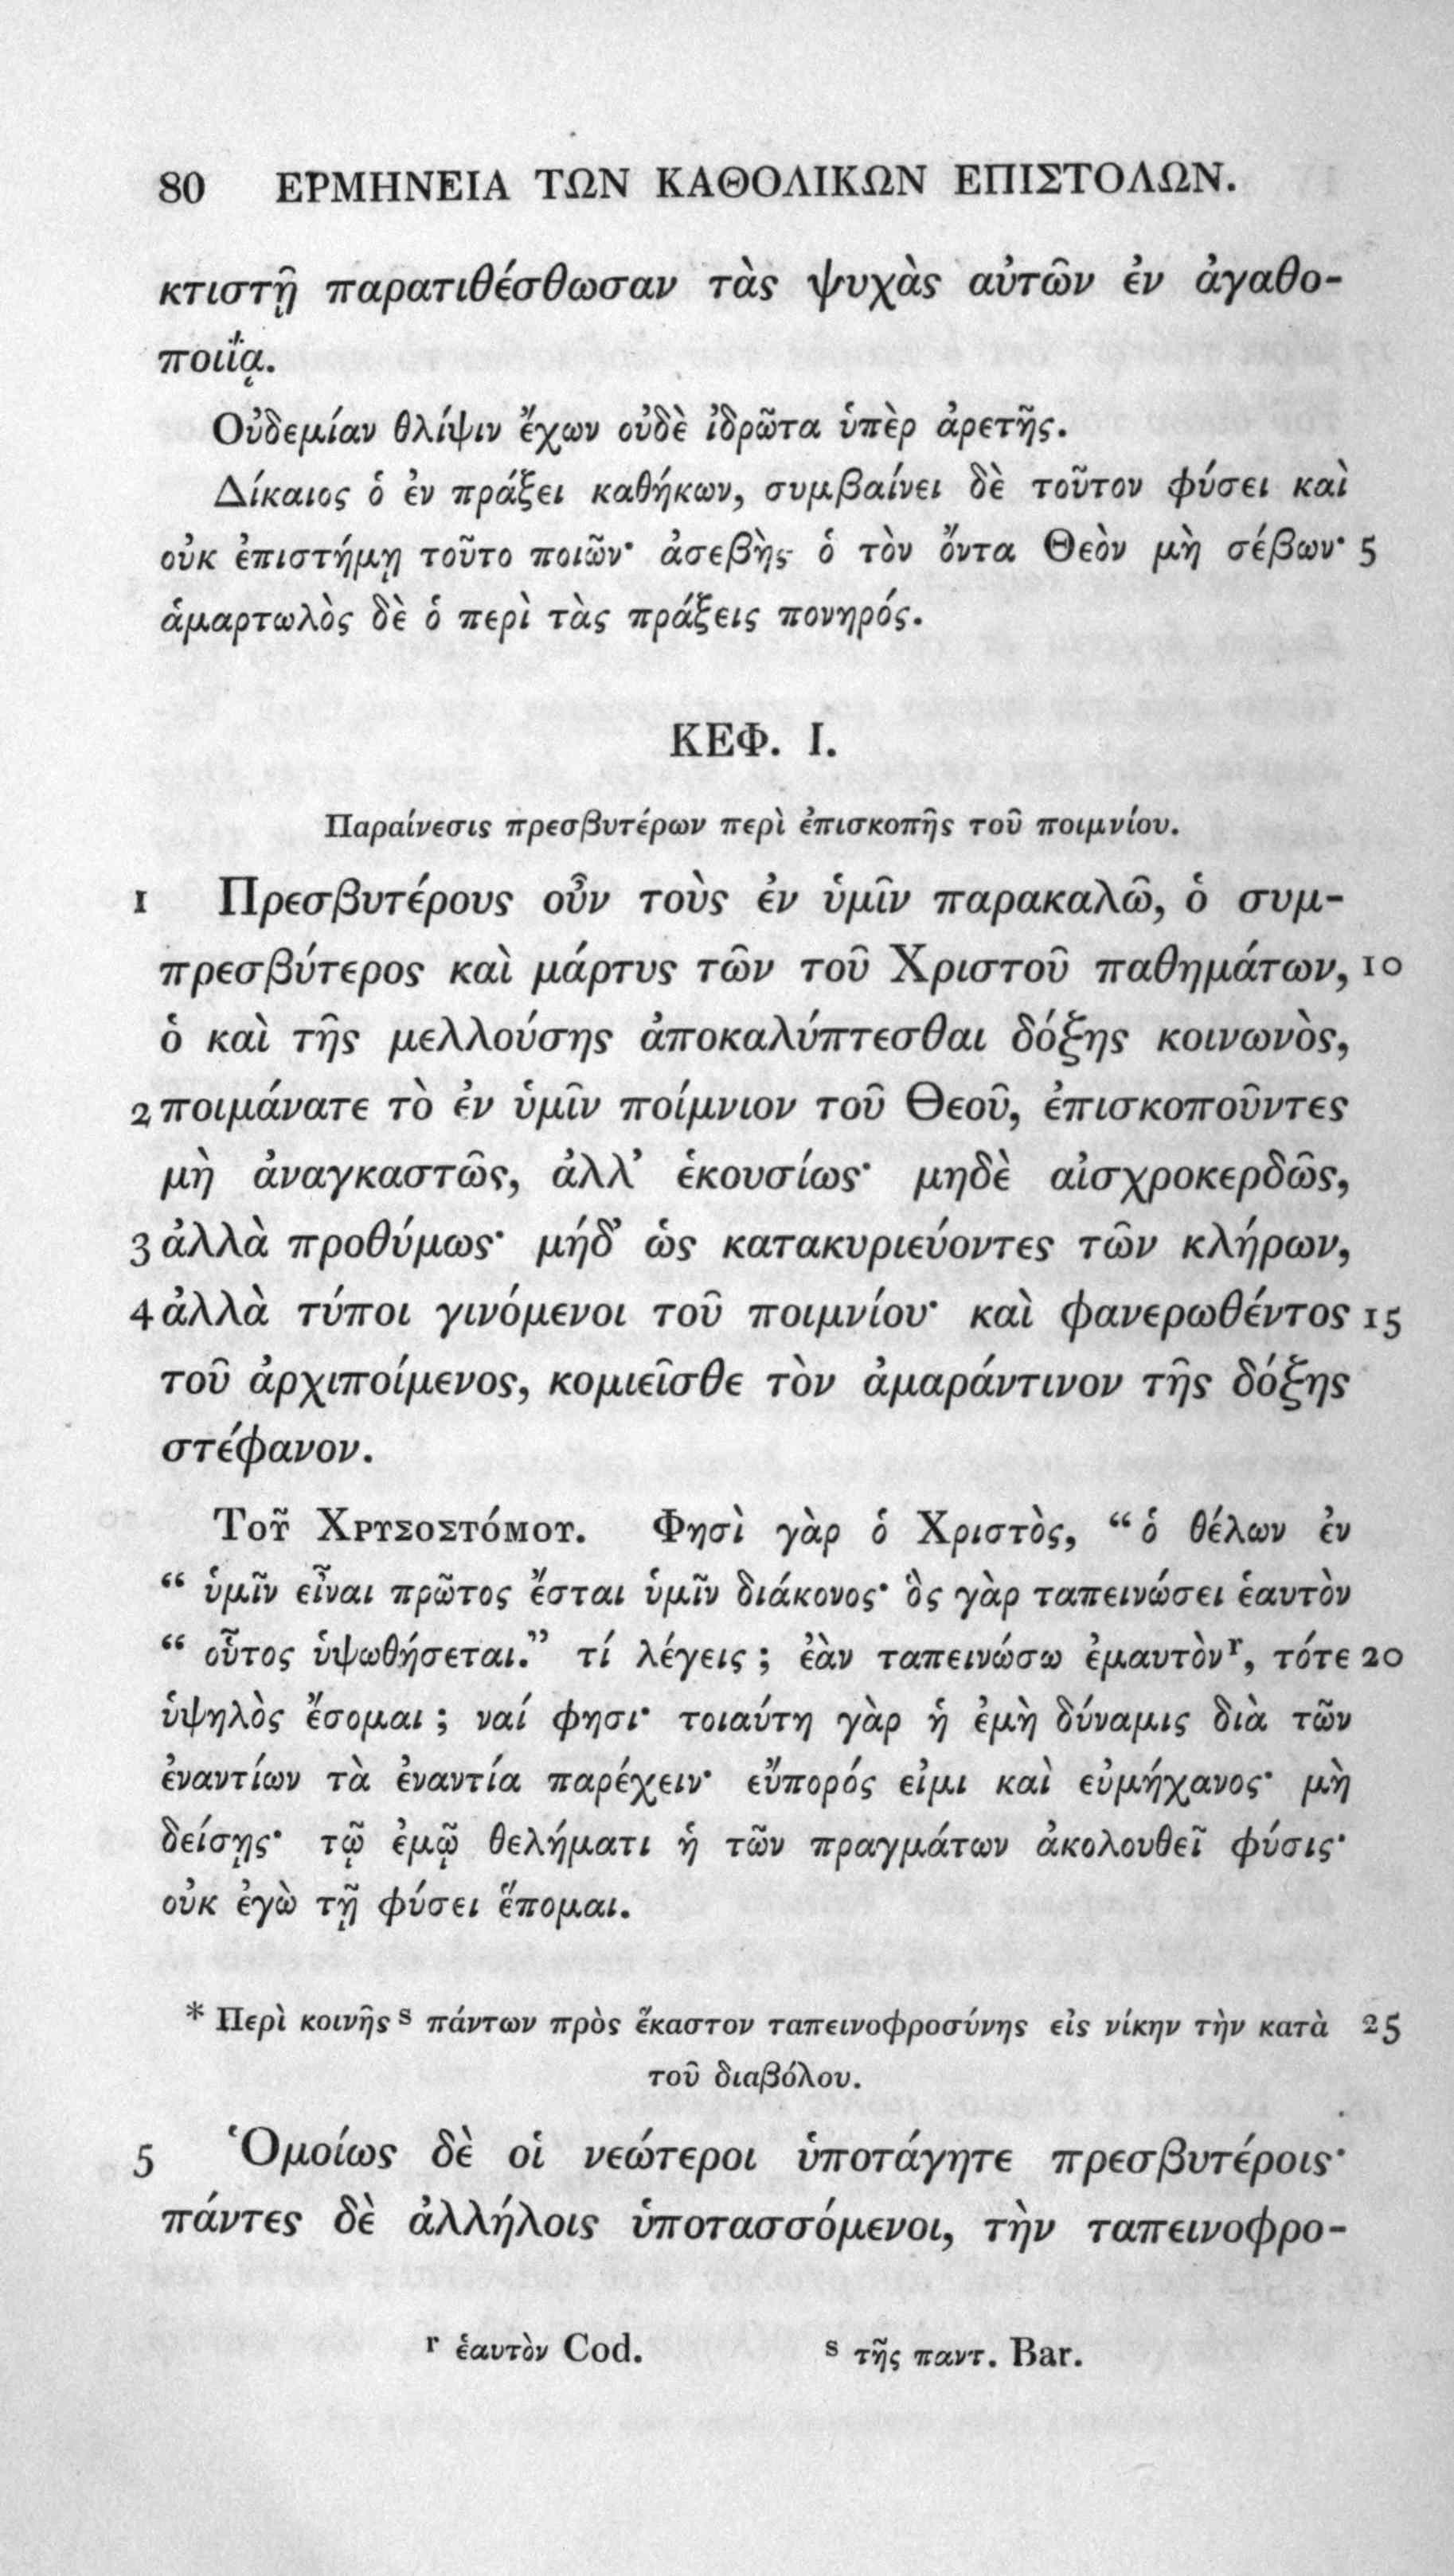 80 ΕΡΜΗΝΕΙΑ ΤΩΝ ΚΑΘΟΛΙΚΩΝ ΕΠΙΣΤΟΛΩΝ.
κτιστῇ παρατιθέσθωσαν τὰς ψυχὰς αὐτῶν ἐν ἀγαθο-
ποιΐᾳ.
Οὐδεμίαν θλίψιν ἔχων οὐδὲ ἱδρῶτα ὑπὲρ ἀρετῆς.
Δίκαιος ὁ ἐν πράξει καθήκων, συμβαίνει δὲ τοῦτον φύσει καὶ
οὐκ ἐπιστήμῃ τοῦτο ποιῶν· ἀσεβὴς ὁ τὸν ὄντα Θεὸν μὴ σέβων· 5
ἁμαρτωλὸς δὲ ὁ περὶ τὰς πράξεις πονηρός.
ΚΕΦ. Ι.
Παραίνεσις πρεσβυτέρων περὶ ἐπισκοπῆς τοῦ ποιμνίου.
1 Πρεσβυτέρους οὖν τοὺς ἐν ὑμῖν παρακαλῶ, ὁ συμ-
πρεσβύτερος καὶ μάρτυς τῶν τοῦ Χριστοῦ παθημάτων, 10
ὁ καὶ τῆς μελλούσης ἀποκαλύπτεσθαι δόξης κοινωνὸς,
2 ποιμάνατε τὸ ἐν ὑμῖν ποίμνιον τοῦ Θεοῦ, ἐπισκοποῦντες
μὴ ἀναγκαστῶς, ἀλλ’ ἑκουσίως· μηδὲ αἰσχροκερδῶς,
3 ἀλλὰ προθύμως· μήδ’ ὡς κατακυριεύοντες τῶν κλήρων,
4 ἀλλὰ τύποι γινόμενοι τοῦ ποιμνίου· καὶ φανερωθέντος 15
τοῦ ἀρχιποίμενος, κομιεῖσθε τὸν ἀμαράντινον τῆς δόξης
στέφανον.
Τοῦ Χρυσοστόμου. Φησὶ γὰρ ὁ Χριστὸς, “ ὁ θέλων ἐν
“ ὑμῖν εἶναι πρῶτος ἔσται ὑμῖν διάκονος· ὃς γὰρ ταπεινώσει ἑαυτὸν
“ οὗτος ὑψωθήσεται.” τί λέγεις ; ἐὰν ταπεινώσω ἐμαυτὸν r, τότε 20
ὑψηλὸς ἔσομαι ; ναί φησι· τοιαύτη γὰρ ἡ ἐμὴ δύναμις διὰ τῶν
ἐναντίων τὰ ἐναντία παρέχειν· εὔπορός εἰμι καὶ εὐμήχανος· μὴ
δείσῃς· τῷ ἐμῷ θελήματι ἡ τῶν πραγμάτων ἀκολουθεῖ φύσις·
οὐκ ἐγὼ τῇ φύσει ἕπομαι.
* Περὶ κοινῆς s πάντων πρὸς ἕκαστον ταπεινοφροσύνης εἰς νίκην τὴν κατὰ 25
τοῦ διαβόλου.
5 Ὁμοίως δὲ οἱ νεώτεροι ὑποτάγητε πρεσβυτέροις·
πάντες δὲ ἀλλήλοις ὑποτασσόμενοι, τὴν ταπεινοφρο-
r ἑαυτὸν Cod. s τῆς παντ. Bar.